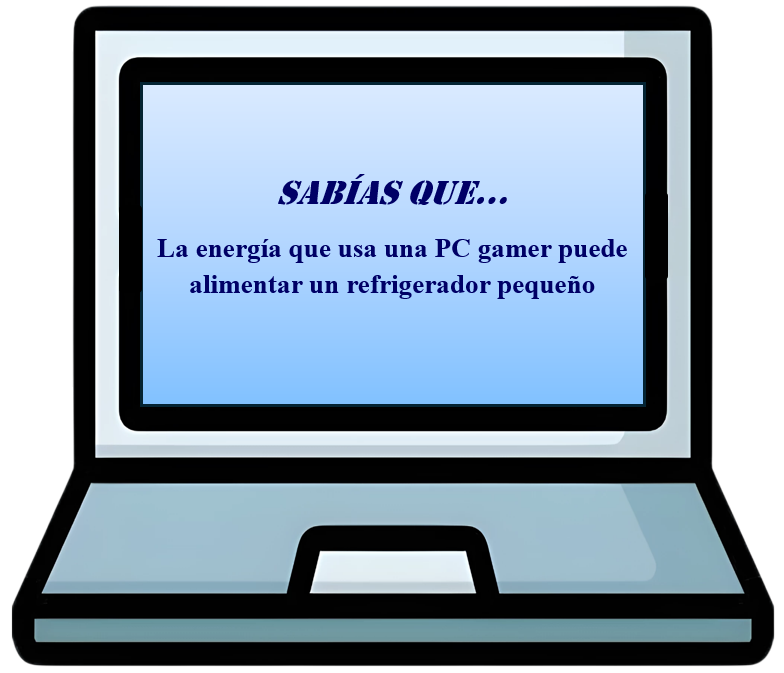 SABÍAS QUE...
La energía que usa una PC gamer puede
alimentar un refrigerador pequeño